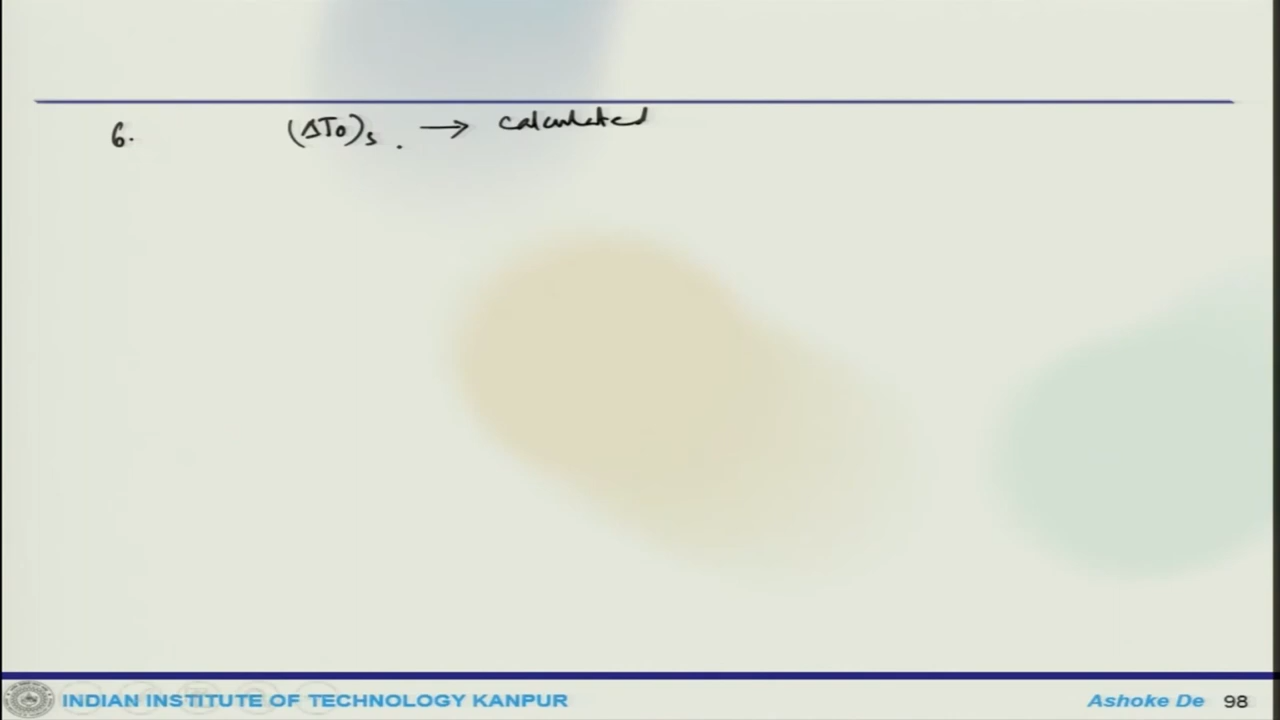 6. (ΔT0)s. → calculated
INDIAN INSTITUTE OF TECHNOLOGY KANPUR
Ashoke De 98